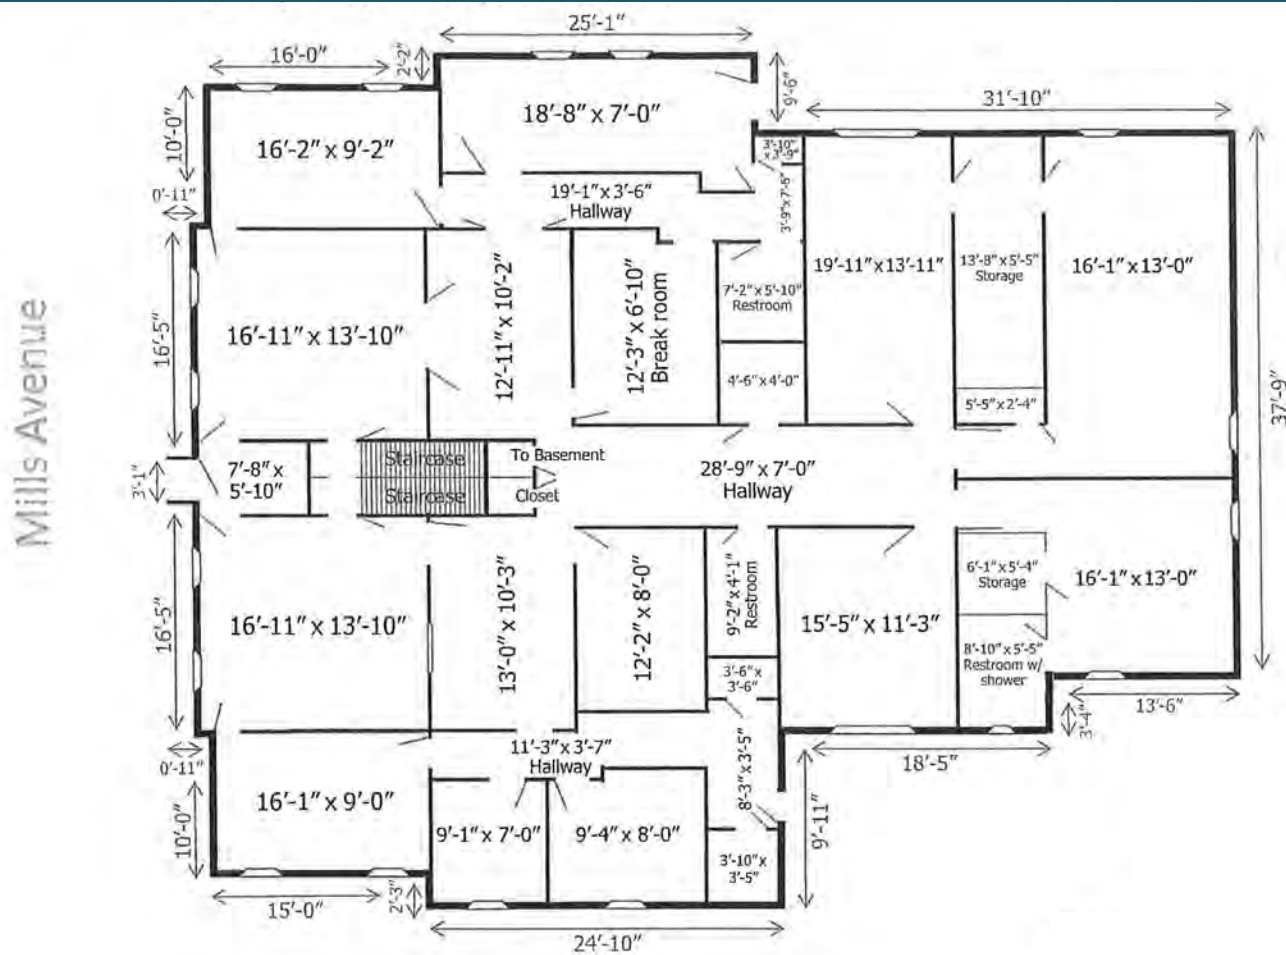 25′-1″
16′-0″
2′-2″
9′-6″
18′-8″ x 7′-0″
31′-10″
10′-0″
16′-2″ x 9′-2″
3′-10″
x 3′-9″
0′-11″
19′-1″ x 3′-6″
Hallway
3′-9″ x 7′-6″
16′-5″
16′-11″ x 13′-10″
12′-11″ x 10′-2″
12′-3″ x 6′-10″
Break room
7′-2″ x 5′-10″
Restroom
19′-11″ x 13′-11″
13′-8″ x 5′-5″
Storage
16′-1″ x 13′-0″
4′-6″ x 4′-0″
5′-5″ x 2′-4″
37′-9″
Mills Avenue
3′-1″
7′-8″ x
5′-10″
Staircase
Staircase
To Basement
Closet
28′-9″ x 7′-0″
Hallway
16′-5″
16′-11″ x 13′-10″
13′-0″ x 10′-3″
12′-2″ x 8′-0″
9′-2″ x 4′-1″
Restroom
15′-5″ x 11′-3″
6′-1″ x 5′-4″
Storage
16′-1″ x 13′-0″
8′-10″ x 5′-5″
Restroom w/
shower
3′-6″ x
3′-6″
13′-6″
3′-4″
18′-5″
0′-11″
11′-3″ x 3′-7″
Hallway
8′-3″ x 3′-5″
10′-0″
16′-1″ x 9′-0″
9′-1″ x 7′-0″
9′-4″ x 8′-0″
3′-10″ x
3′-5″
9′-11″
15′-0″
2′-3″
24′-10″